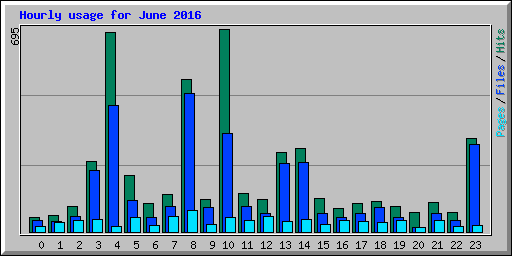 Hourly usage for June 2016
695
Pages/Files/Hits
0 1 2 3 4 5 6 7 8 9 10 11 12 13 14 15 16 17 18 19 20 21 22 23